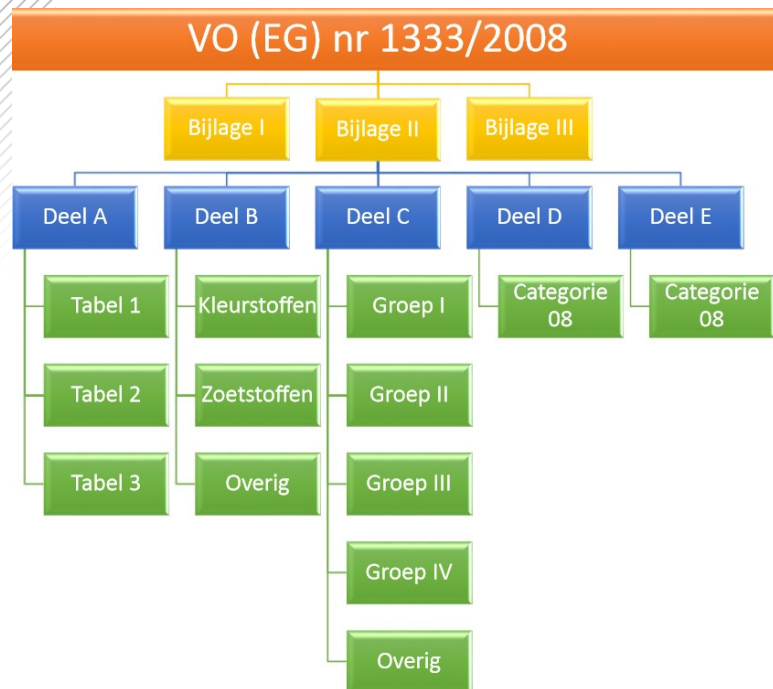 VO (EG) nr 1333/2008
Bijlage I
Bijlage II
Bijlage III
Deel A
Deel B
Deel C
Deel D
Deel E
Tabel 1
Kleurstoffen
Groep I
Categorie
08
Categorie
08
Tabel 2
Zoetstoffen
Groep II
Tabel 3
Overig
Groep III
Groep IV
Overig